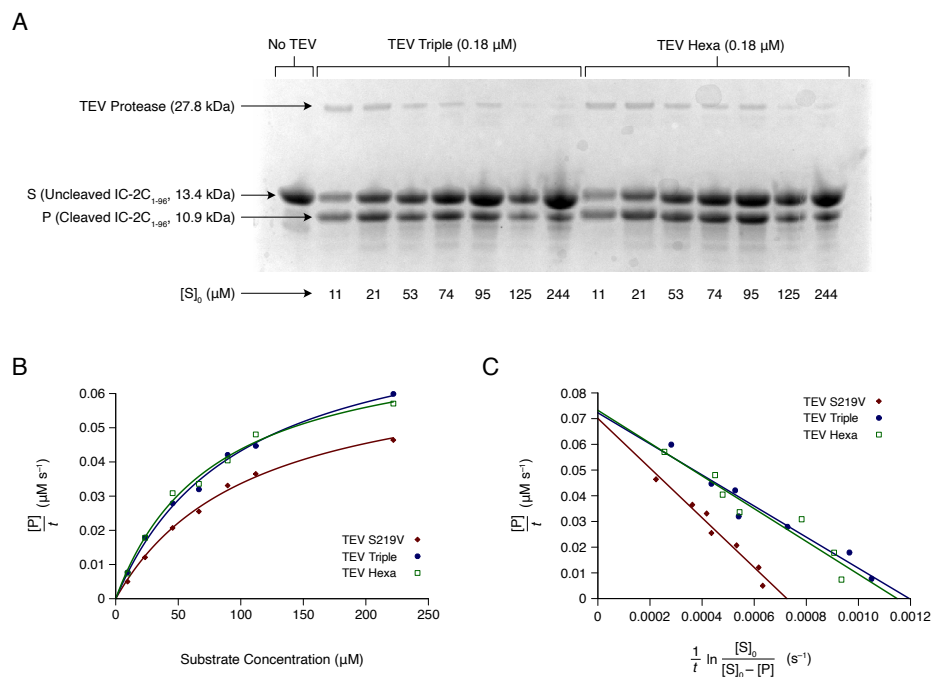 A
No TEV TEV Triple (0.18 μM) TEV Hexa (0.18 μM)
TEV Protease (27.8 kDa)
S (Uncleaved IC-2C₁₋₉₆, 13.4 kDa)
P (Cleaved IC-2C₁₋₉₆, 10.9 kDa)
[S]₀ (μM) 11 21 53 74 95 125 244 11 21 53 74 95 125 244
B
0.06
0.05
0.04
0.03
0.02
0.01
0
[P]/t (μM s⁻¹)
TEV S219V
TEV Triple
TEV Hexa
0 50 100 150 200 250
Substrate Concentration (μM)
C
0.08
0.07
0.06
0.05
0.04
0.03
0.02
0.01
0
[P]/t (μM s⁻¹)
TEV S219V
TEV Triple
TEV Hexa
0 0.0002 0.0004 0.0006 0.0008 0.0010 0.0012
1/t ln [S]₀/[S]₀ – [P] (s⁻¹)